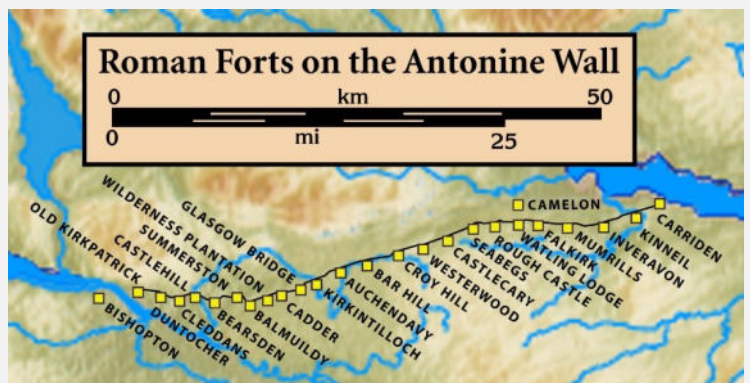 Roman Forts on the Antonine Wall
0 km 50
0 mi 25
OLD KIRKPATRICK
CASTLEHILL
SUMMERSTON
WILDERNESS PLANTATION
GLASGOW BRIDGE
BISHOPTON
DUNTOCHER
CLEDDANS
BEARSDEN
BALMUILDY
CADDER
KIRKINTILLOCH
AUCHENDAVY
BAR HILL
CROY HILL
WESTERWOOD
CASTLECARY
SEABEGS
ROUGH CASTLE
WATLING LODGE
CAMELON
FALKIRK
MUMRILLS
INVERAVON
KINNEIL
CARRIDEN